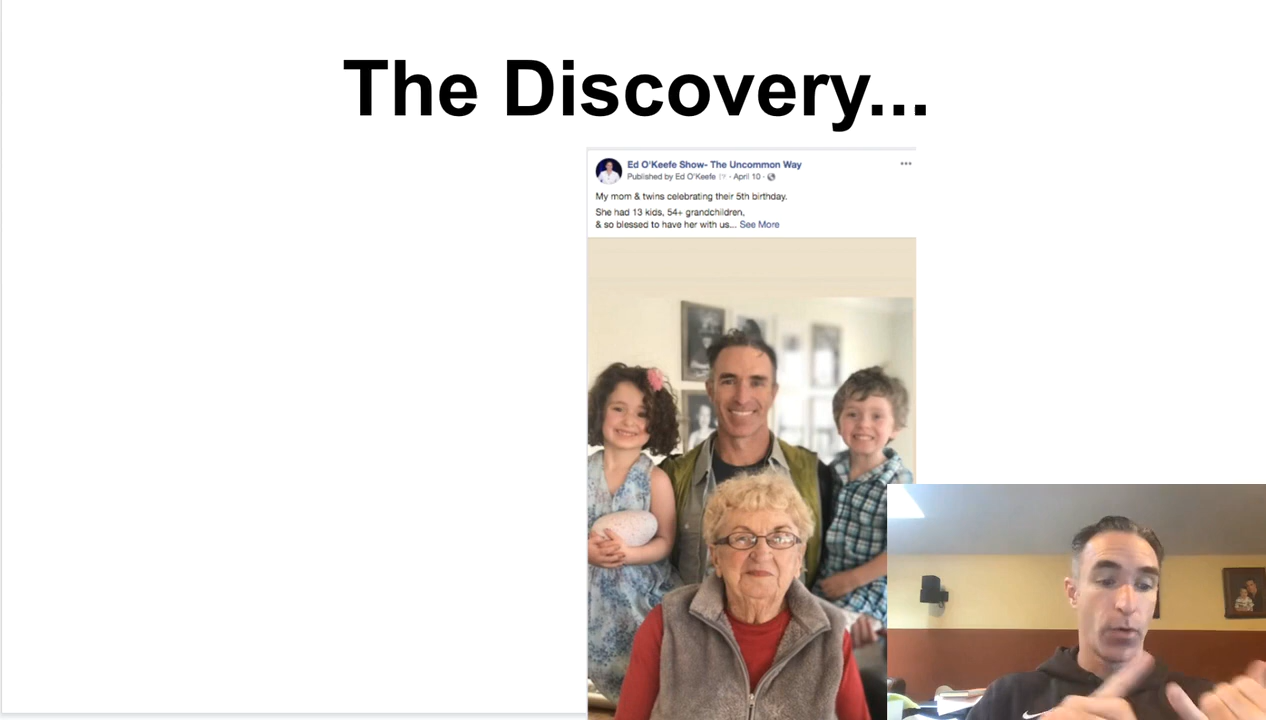 The Discovery...
Ed O'Keefe Show- The Uncommon Way
Published by Ed O'Keefe · April 10 ·
My mom & twins celebrating their 5th birthday.
She had 13 kids, 54+ grandchildren,
& so blessed to have her with us... See More